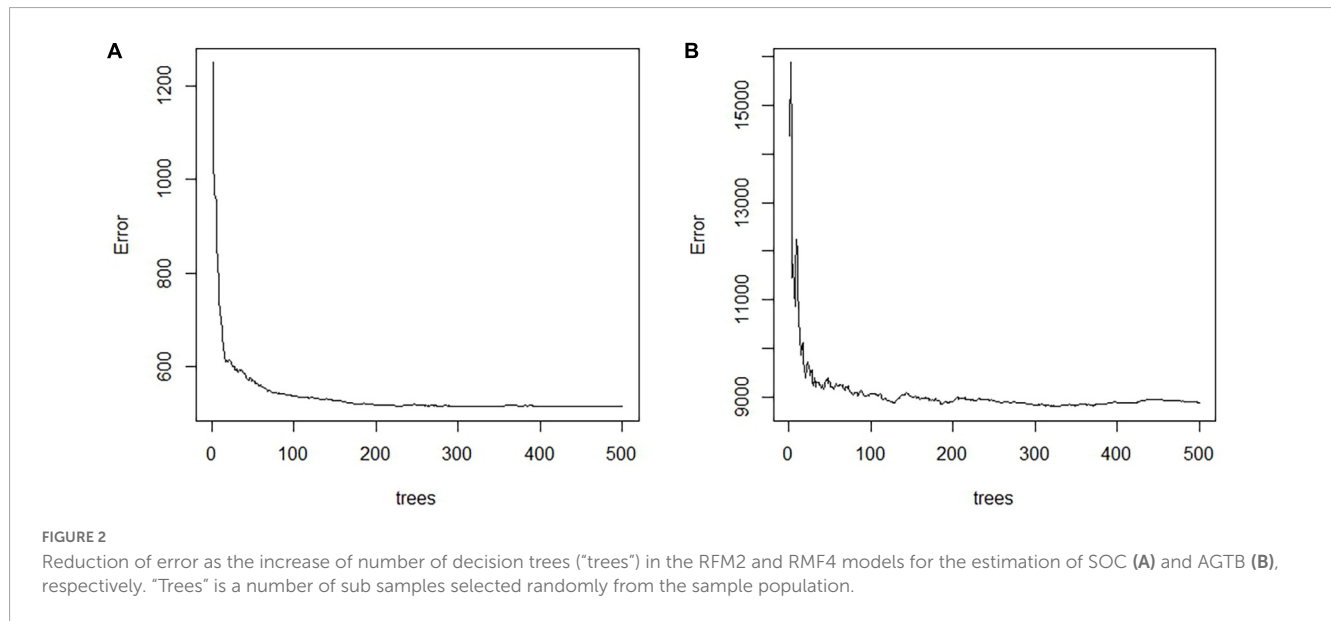 A
1200
1000
800
600
Error
0 100 200 300 400 500
trees
B
15000
13000
11000
9000
Error
0 100 200 300 400 500
trees
FIGURE 2
Reduction of error as the increase of number of decision trees (“trees”) in the RFM2 and RMF4 models for the estimation of SOC (A) and AGTB (B),
respectively. “Trees” is a number of sub samples selected randomly from the sample population.